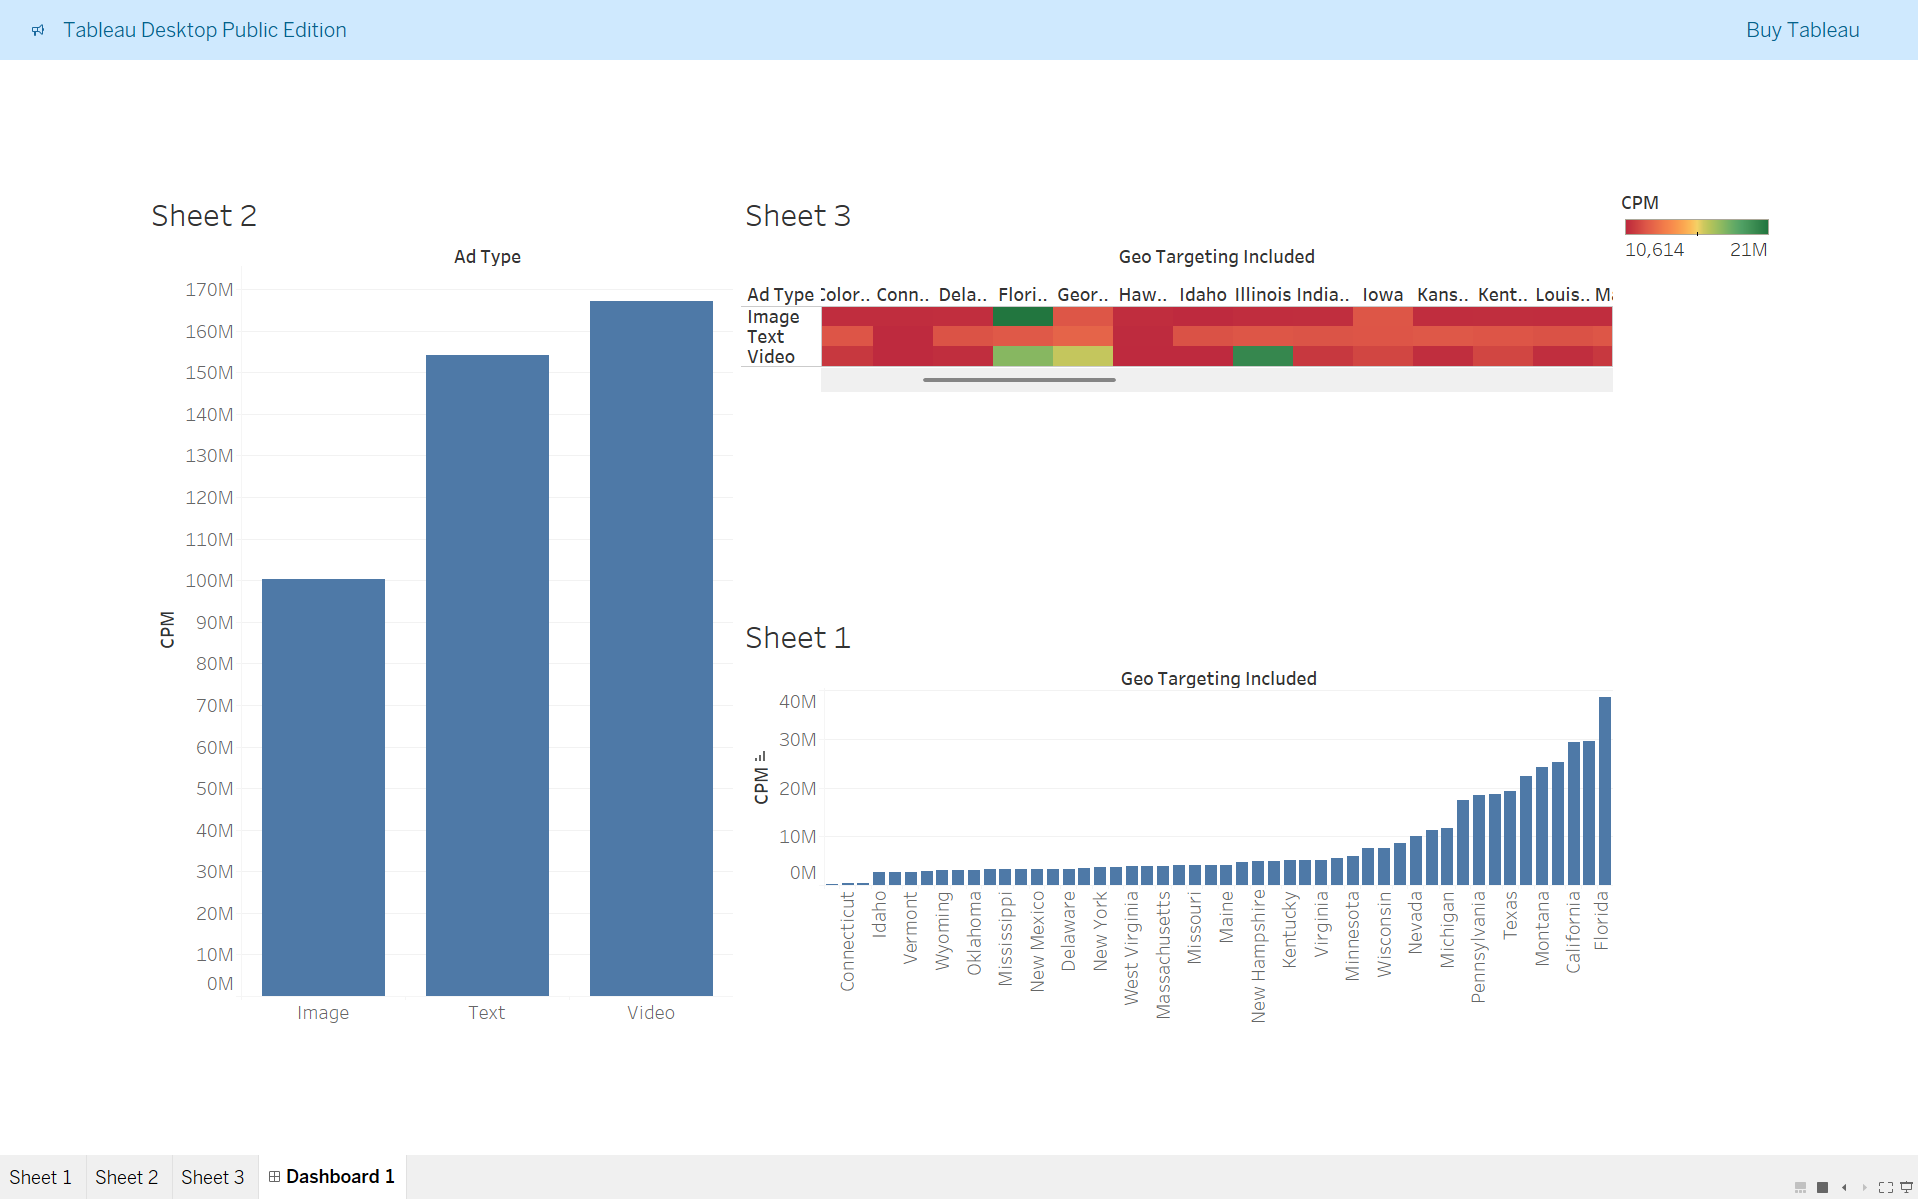 Tableau Desktop Public Edition
Buy Tableau
Sheet 2
Ad Type
CPM
170M
160M
150M
140M
130M
120M
110M
100M
90M
80M
70M
60M
50M
40M
30M
20M
10M
0M
Image
Text
Video
Sheet 3
Geo Targeting Included
Ad Type Color.. Conn.. Dela.. Flori.. Geor.. Haw.. Idaho Illinois India.. Iowa Kans.. Kent.. Louis..
Image
Text
Video
CPM
10,614 21M
Sheet 1
Geo Targeting Included
CPM
40M
30M
20M
10M
0M
Connecticut
Idaho
Vermont
Wyoming
Oklahoma
Mississippi
New Mexico
Delaware
New York
West Virginia
Massachusetts
Missouri
Maine
New Hampshire
Kentucky
Virginia
Minnesota
Wisconsin
Nevada
Michigan
Pennsylvania
Texas
Montana
California
Florida
Sheet 1 Sheet 2 Sheet 3 Dashboard 1